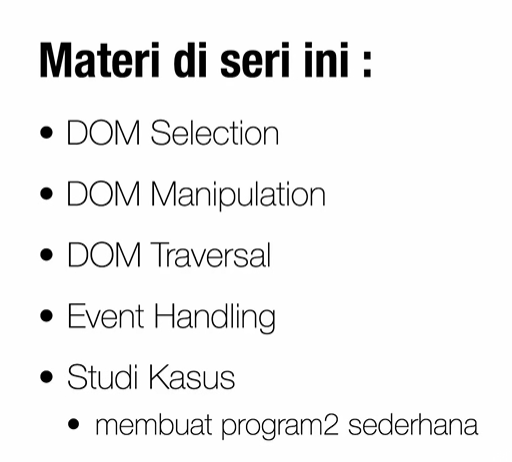 Materi di seri ini :
• DOM Selection
• DOM Manipulation
• DOM Traversal
• Event Handling
• Studi Kasus
• membuat program2 sederhana